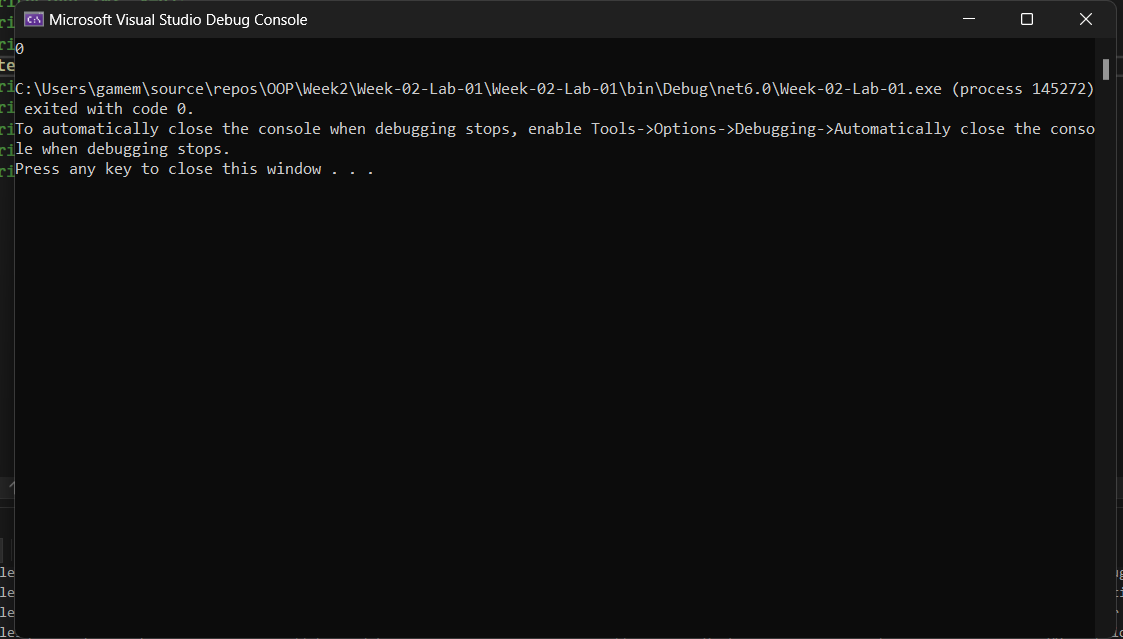 Microsoft Visual Studio Debug Console
0
C:\Users\gamem\source\repos\OOP\Week2\Week-02-Lab-01\Week-02-Lab-01\bin\Debug\net6.0\Week-02-Lab-01.exe (process 145272)
exited with code 0.
To automatically close the console when debugging stops, enable Tools->Options->Debugging->Automatically close the conso
le when debugging stops.
Press any key to close this window . . .